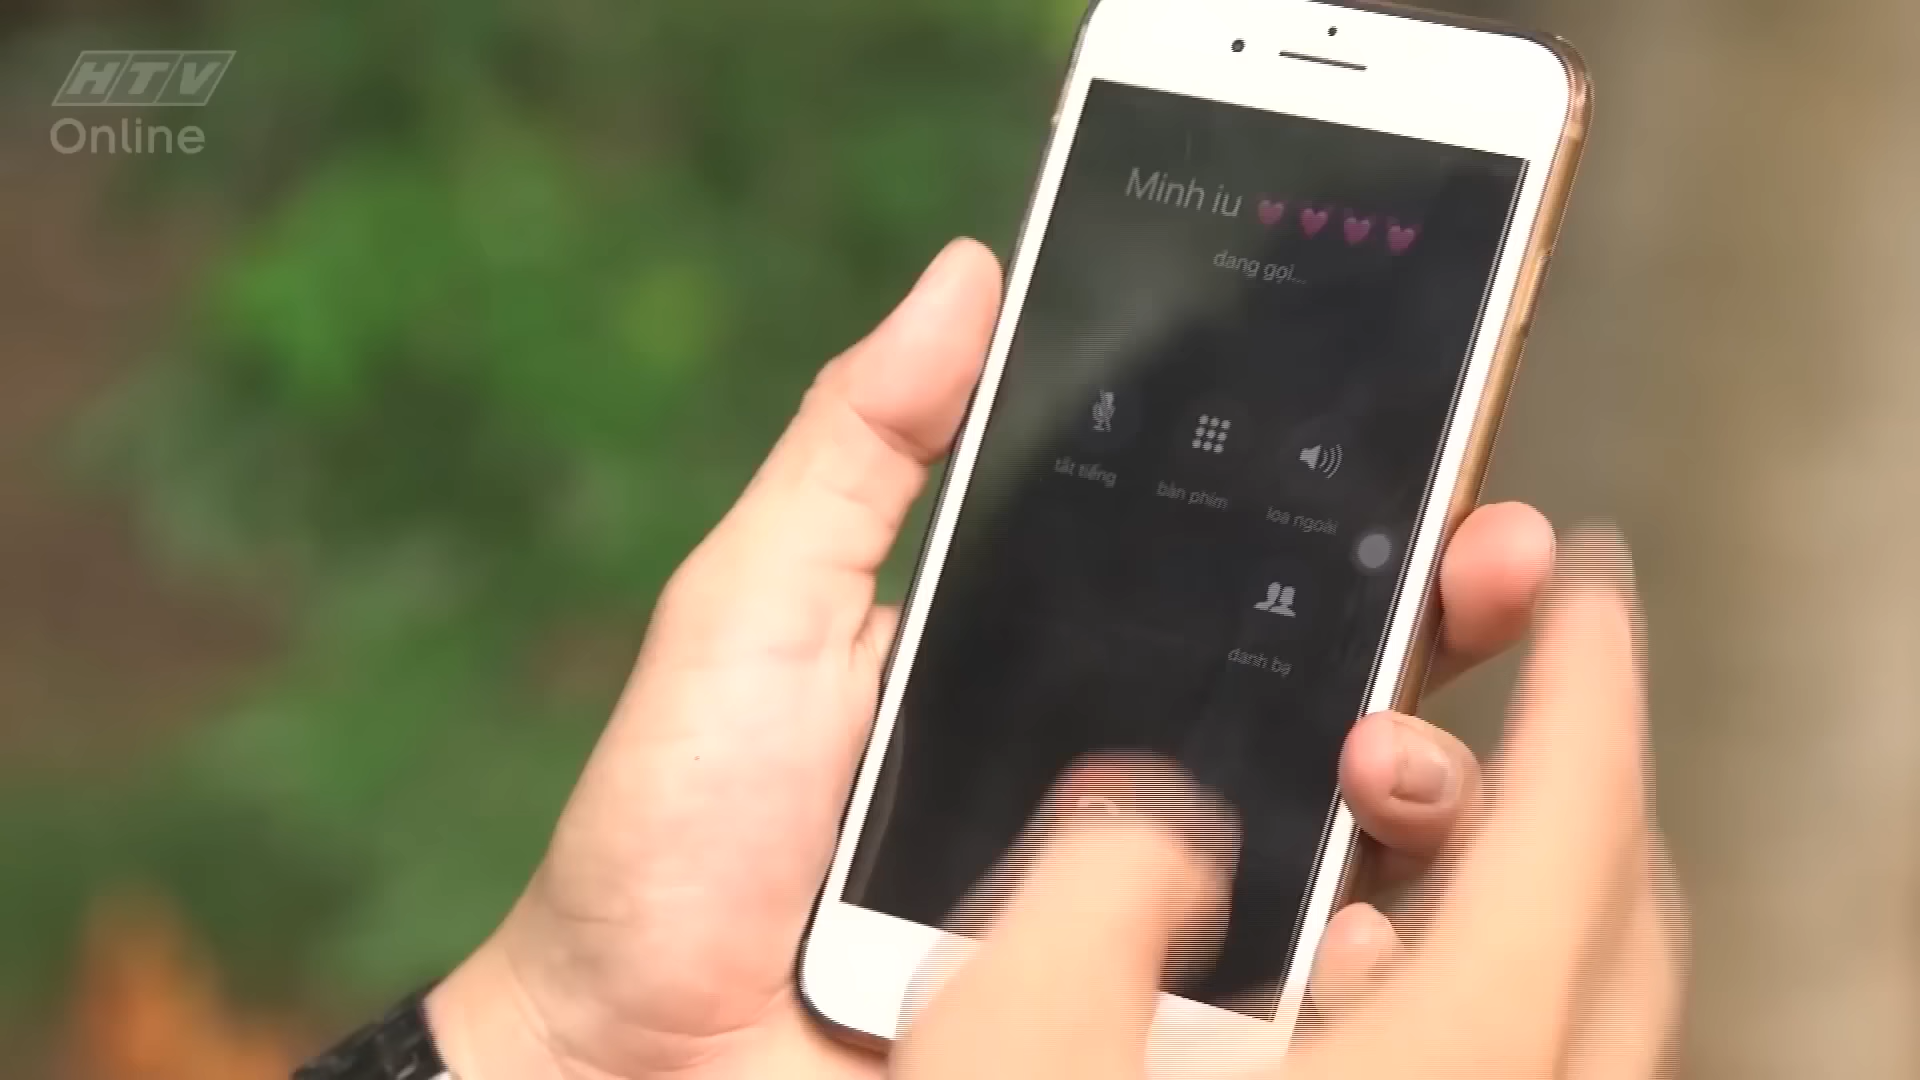 HTV
Online
Minh iu 💓 💓 💓 💓
đang gọi...
tắt tiếng
bàn phím
loa ngoài
danh bạ